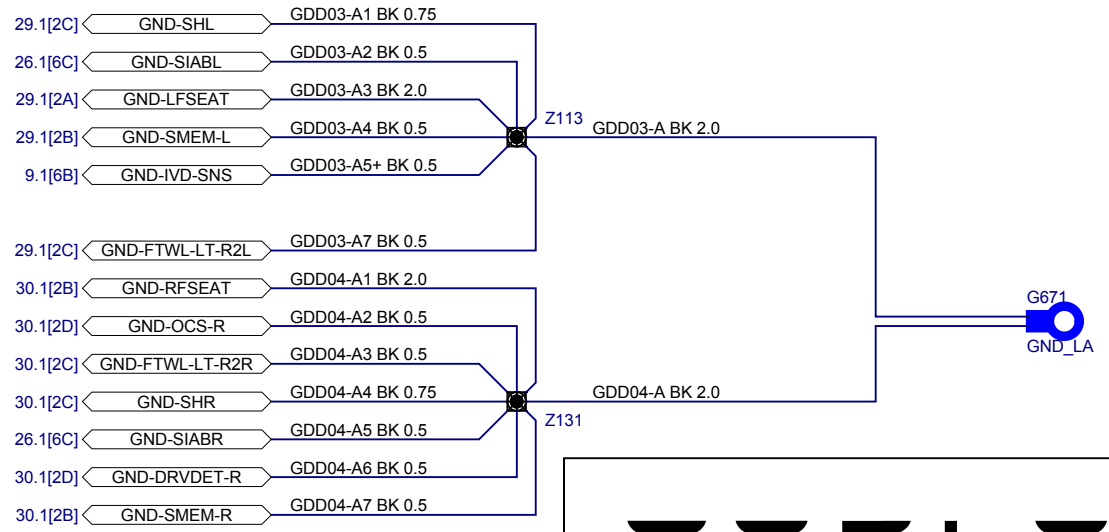 29.1[2C] GND-SHL GDD03-A1 BK 0.75
26.1[6C] GND-SIABL GDD03-A2 BK 0.5
29.1[2A] GND-LFSEAT GDD03-A3 BK 2.0
Z113
29.1[2B] GND-SMEM-L GDD03-A4 BK 0.5 GDD03-A BK 2.0
9.1[6B] GND-IVD-SNS GDD03-A5+ BK 0.5
29.1[2C] GND-FTWL-LT-R2L GDD03-A7 BK 0.5
30.1[2B] GND-RFSEAT GDD04-A1 BK 2.0
G671
30.1[2D] GND-OCS-R GDD04-A2 BK 0.5
GND_LA
30.1[2C] GND-FTWL-LT-R2R GDD04-A3 BK 0.5
30.1[2C] GND-SHR GDD04-A4 BK 0.75 GDD04-A BK 2.0
Z131
26.1[6C] GND-SIABR GDD04-A5 BK 0.5
30.1[2D] GND-DRVDET-R GDD04-A6 BK 0.5
30.1[2B] GND-SMEM-R GDD04-A7 BK 0.5